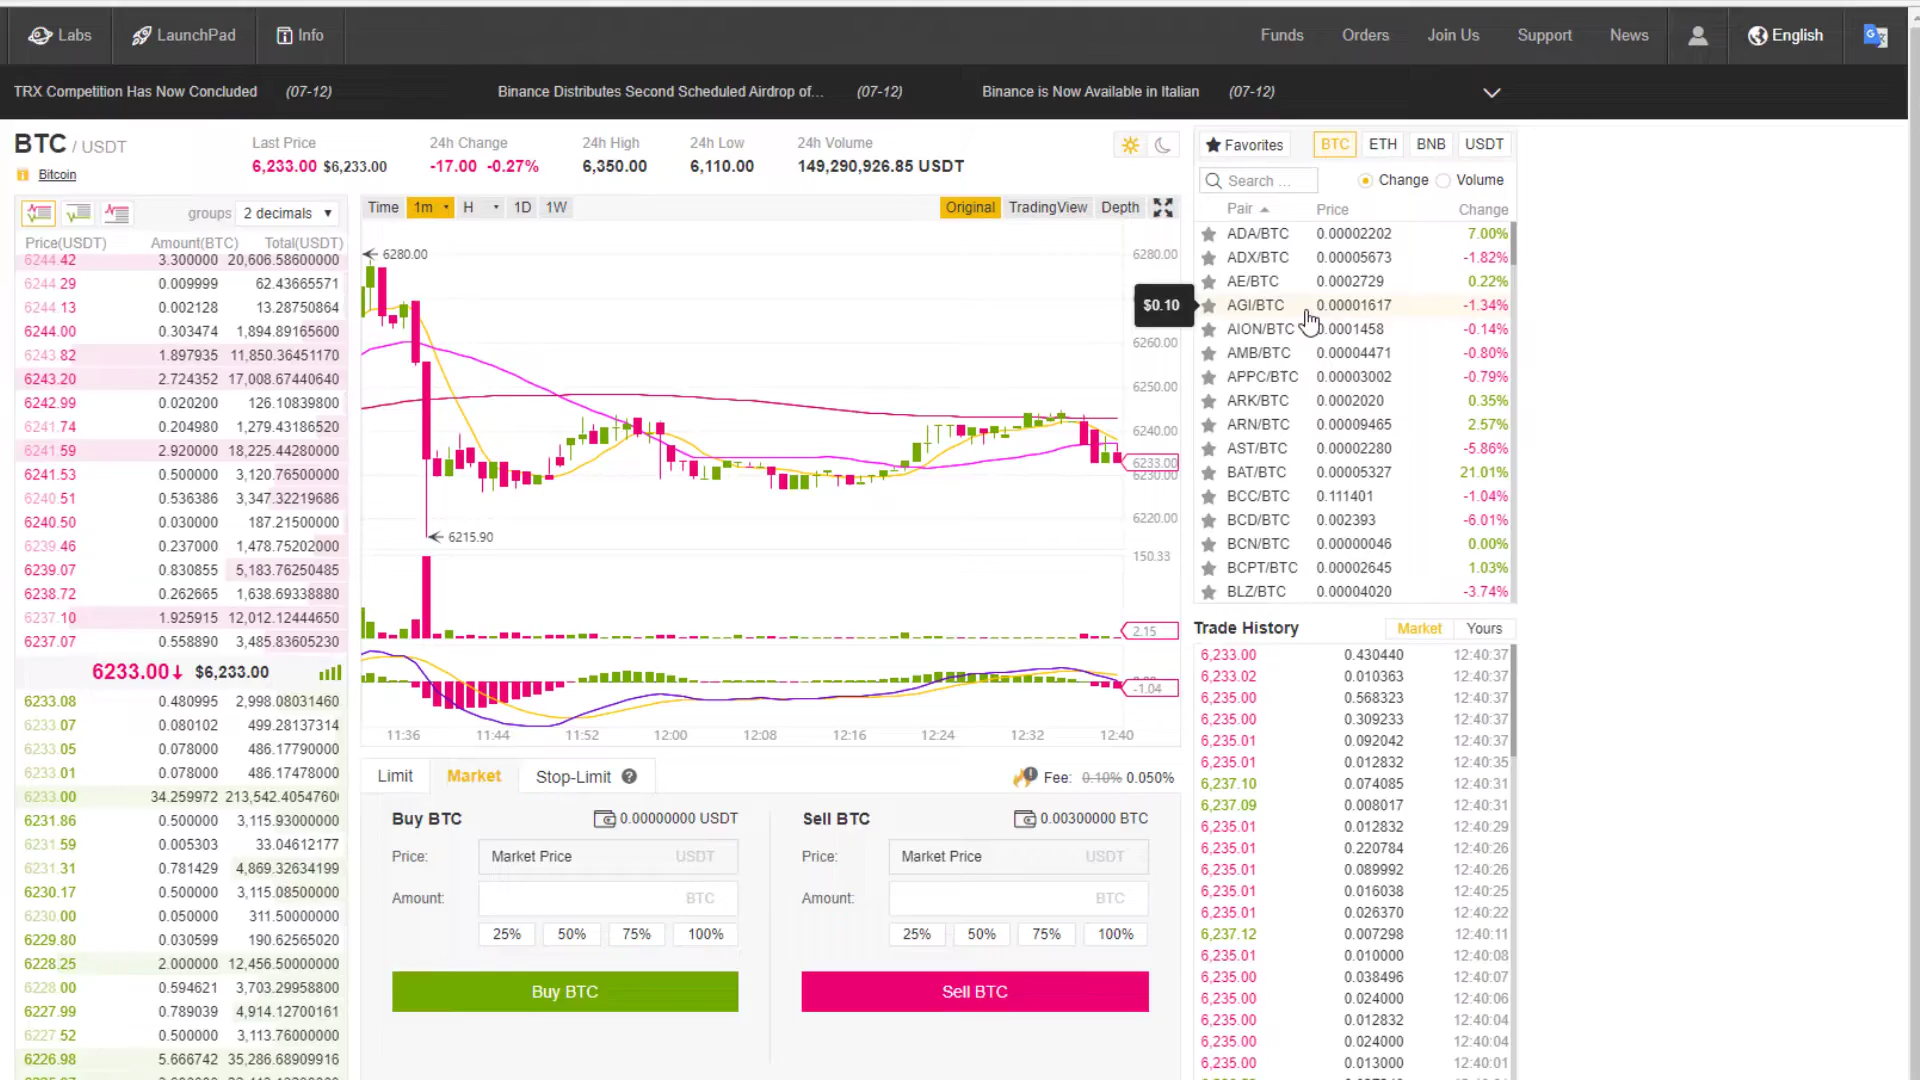 Labs LaunchPad Info Funds Orders Join Us Support News English
TRX Competition Has Now Concluded (07-12) Binance Distributes Second Scheduled Airdrop of... (07-12) Binance is Now Available in Italian (07-12)
BTC / USDT
Bitcoin
Last Price
6,233.00 $6,233.00
24h Change
-17.00 -0.27%
24h High
6,350.00
24h Low
6,110.00
24h Volume
149,290,926.85 USDT
groups 2 decimals
Price(USDT) Amount(BTC) Total(USDT)
6244.42 3.300000 20,606.58600000
6244.29 0.009999 62.43665571
6244.13 0.002128 13.28750864
6244.00 0.303474 1,894.89165600
6243.82 1.897935 11,850.36451170
6243.20 2.724352 17,008.67440640
6242.99 0.020200 126.10839800
6241.74 0.204980 1,279.43186520
6241.59 2.920000 18,225.44280000
6241.53 0.500000 3,120.76500000
6240.51 0.536386 3,347.32219686
6240.50 0.030000 187.21500000
6239.46 0.237000 1,478.75202000
6239.07 0.830855 5,183.76250485
6238.72 0.262665 1,638.69338880
6237.10 1.925915 12,012.12444650
6237.07 0.558890 3,485.83605230
6233.00 $6,233.00
6233.08 0.480995 2,998.08031460
6233.07 0.080102 499.28137314
6233.05 0.078000 486.17790000
6233.01 0.078000 486.17478000
6233.00 34.259972 213,542.4054760
6231.86 0.500000 3,115.93000000
6231.59 0.005303 33.04612177
6231.31 0.781429 4,869.32634199
6230.17 0.500000 3,115.08500000
6230.00 0.050000 311.50000000
6229.80 0.030599 190.62565020
6228.25 2.000000 12,456.50000000
6228.00 0.594621 3,703.29958800
6227.99 0.789039 4,914.12700161
6227.52 0.500000 3,113.76000000
6226.98 5.666742 35,286.68909916
Time 1m H 1D 1W Original TradingView Depth
6280.00
6280.00
6260.00
6250.00
6240.00
6233.00
6230.00
6220.00
6215.90
150.33
2.15
-1.04
11:36 11:44 11:52 12:00 12:08 12:16 12:24 12:32 12:40
Limit Market Stop-Limit Fee: 0.10% 0.050%
Buy BTC 0.00000000 USDT
Price: Market Price USDT
Amount: BTC
25% 50% 75% 100%
Buy BTC
Sell BTC 0.00300000 BTC
Price: Market Price USDT
Amount: BTC
25% 50% 75% 100%
Sell BTC
Favorites BTC ETH BNB USDT
Search ... Change Volume
Pair Price Change
ADA/BTC 0.00002202 7.00%
ADX/BTC 0.00005673 -1.82%
AE/BTC 0.0002729 0.22%
$0.10
AGI/BTC 0.00001617 -1.34%
AION/BTC 0.0001458 -0.14%
AMB/BTC 0.00004471 -0.80%
APPC/BTC 0.00003002 -0.79%
ARK/BTC 0.0002020 0.35%
ARN/BTC 0.00009465 2.57%
AST/BTC 0.00002280 -5.86%
BAT/BTC 0.00005327 21.01%
BCC/BTC 0.111401 -1.04%
BCD/BTC 0.002393 -6.01%
BCN/BTC 0.00000046 0.00%
BCPT/BTC 0.00002645 1.03%
BLZ/BTC 0.00004020 -3.74%
Trade History Market Yours
6,233.00 0.430440 12:40:37
6,233.02 0.010363 12:40:37
6,235.00 0.568323 12:40:37
6,235.00 0.309233 12:40:37
6,235.01 0.092042 12:40:37
6,235.01 0.012832 12:40:35
6,237.10 0.074085 12:40:31
6,237.09 0.008017 12:40:31
6,235.01 0.012832 12:40:29
6,235.01 0.220784 12:40:26
6,235.01 0.089992 12:40:26
6,235.01 0.016038 12:40:25
6,235.01 0.026370 12:40:22
6,237.12 0.007298 12:40:11
6,235.01 0.010000 12:40:08
6,235.00 0.038496 12:40:07
6,235.00 0.024000 12:40:06
6,235.00 0.012832 12:40:04
6,235.00 0.024000 12:40:04
6,235.00 0.013000 12:40:01